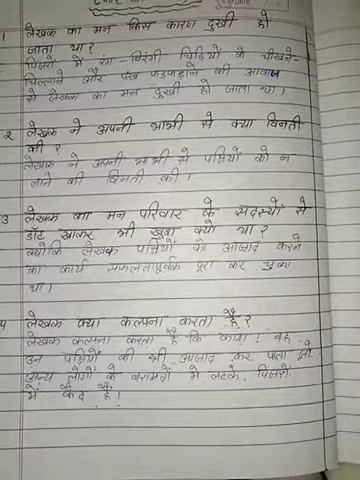 1 लेखक का मन किस कारण दुखी हो
जाता था ?
पिंजरो में रंग - बिरंगी चिडियों के चीखने-
चिल्लाने और पंख फड़फड़ाने की आवाज
से लेखक का मन दुखी हो जाता था।
२ लेखक ने अपनी भाभी से क्या विनती
की ?
लेखक ने अपनी भाभी से पक्षियों को न
लाने की बिनती की।
3 लेखक का मन परिवार के सदस्यों से
डाँट खाकर भी खुश क्यो था ?
क्योकि लेखक पक्षियों को आजाद करने
का कार्य सफलतापूर्वक पूरा कर चुका
था।
४ लेखक क्या कल्पना करता है ?
लेखक कल्पना करता है कि काश ! वह
उन पक्षियों को भी आजाद कर पाता जो
अन्य लोगों के बरामदों में लटके पिंजरों
में कैद हैं !